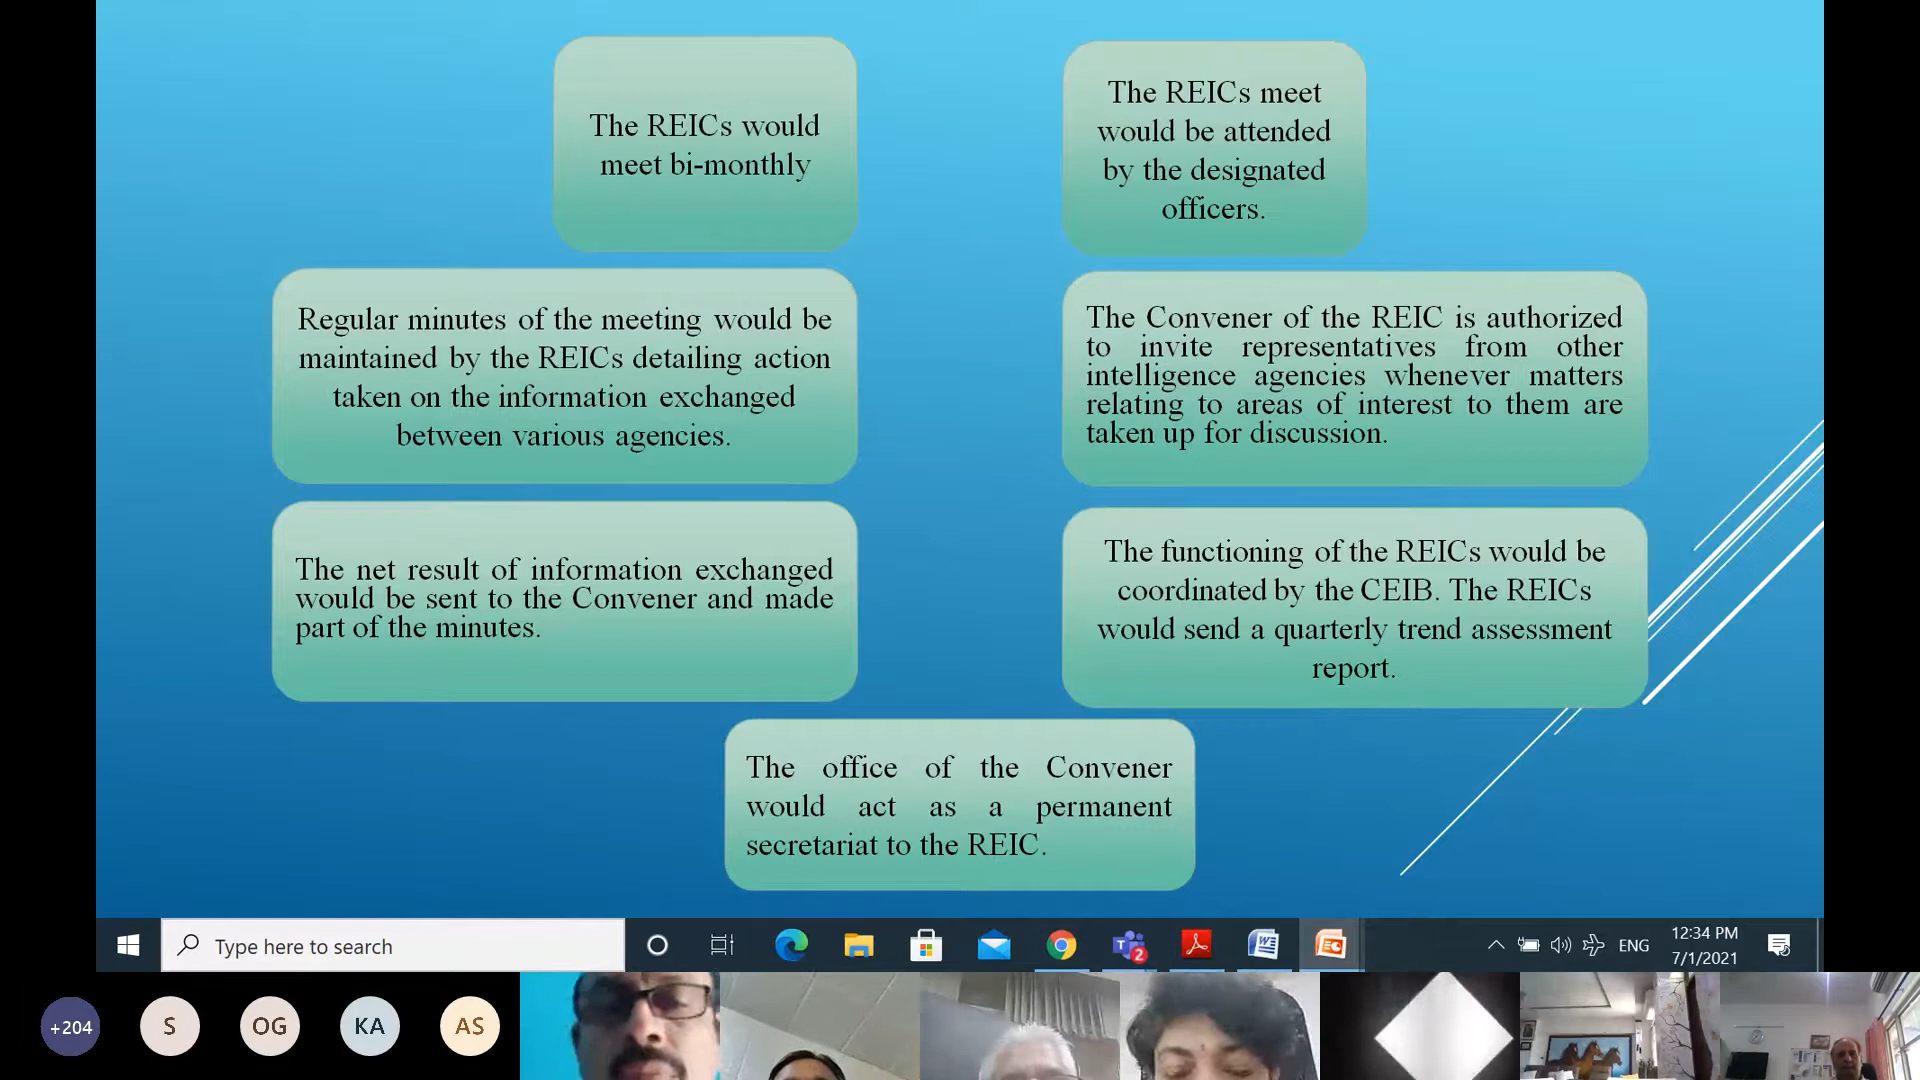 The REICs would
meet bi-monthly
The REICs meet
would be attended
by the designated
officers.
Regular minutes of the meeting would be
maintained by the REICs detailing action
taken on the information exchanged
between various agencies.
The Convener of the REIC is authorized
to invite representatives from other
intelligence agencies whenever matters
relating to areas of interest to them are
taken up for discussion.
The net result of information exchanged
would be sent to the Convener and made
part of the minutes.
The functioning of the REICs would be
coordinated by the CEIB. The REICs
would send a quarterly trend assessment
report.
The office of the Convener
would act as a permanent
secretariat to the REIC.
Type here to search
2
ENG
12:34 PM
7/1/2021
+204
S
OG
KA
AS